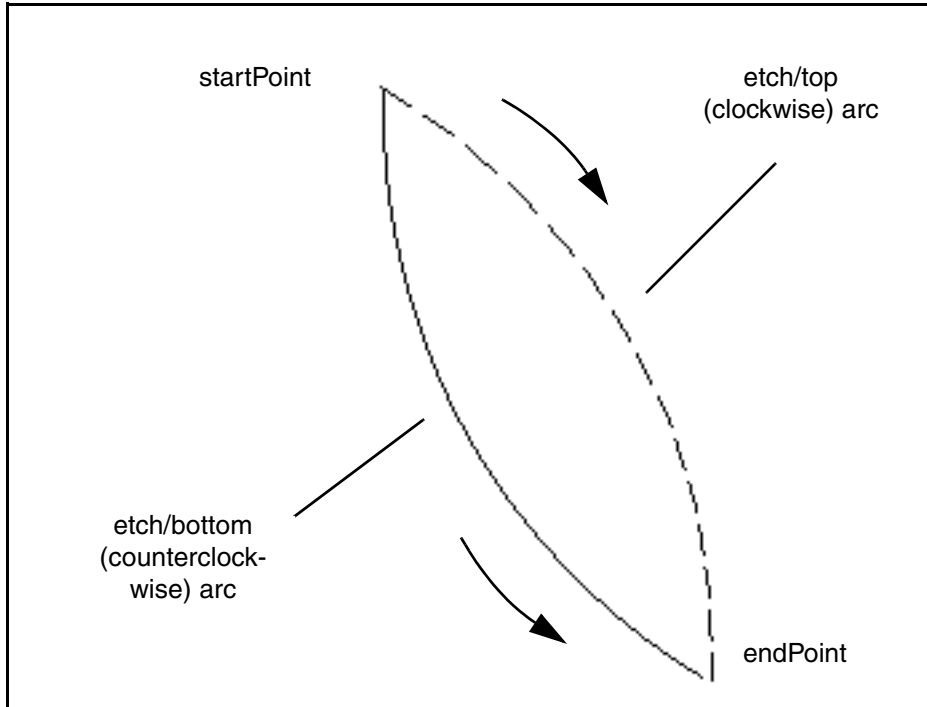 startPoint
etch/top
(clockwise) arc
etch/bottom
(counterclock-
wise) arc
endPoint